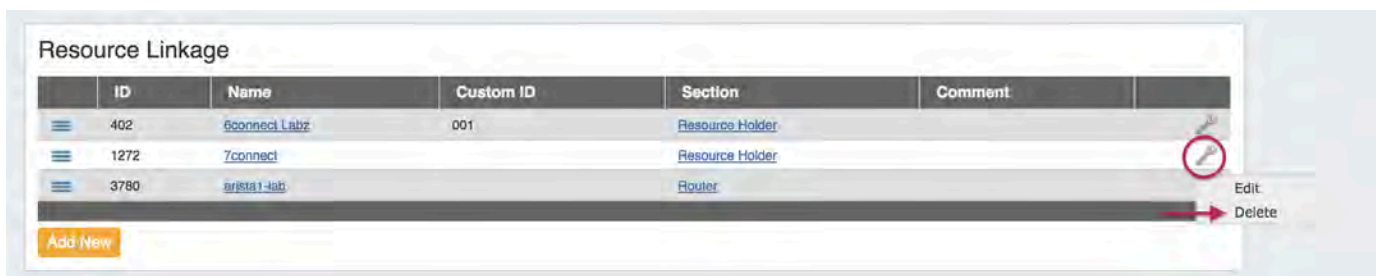 Resource Linkage
ID Name Custom ID Section Comment
402 6connect Labz 001 Resource Holder
1272 7connect Resource Holder
3780 arista1-lab Router
Edit
Delete
Add New